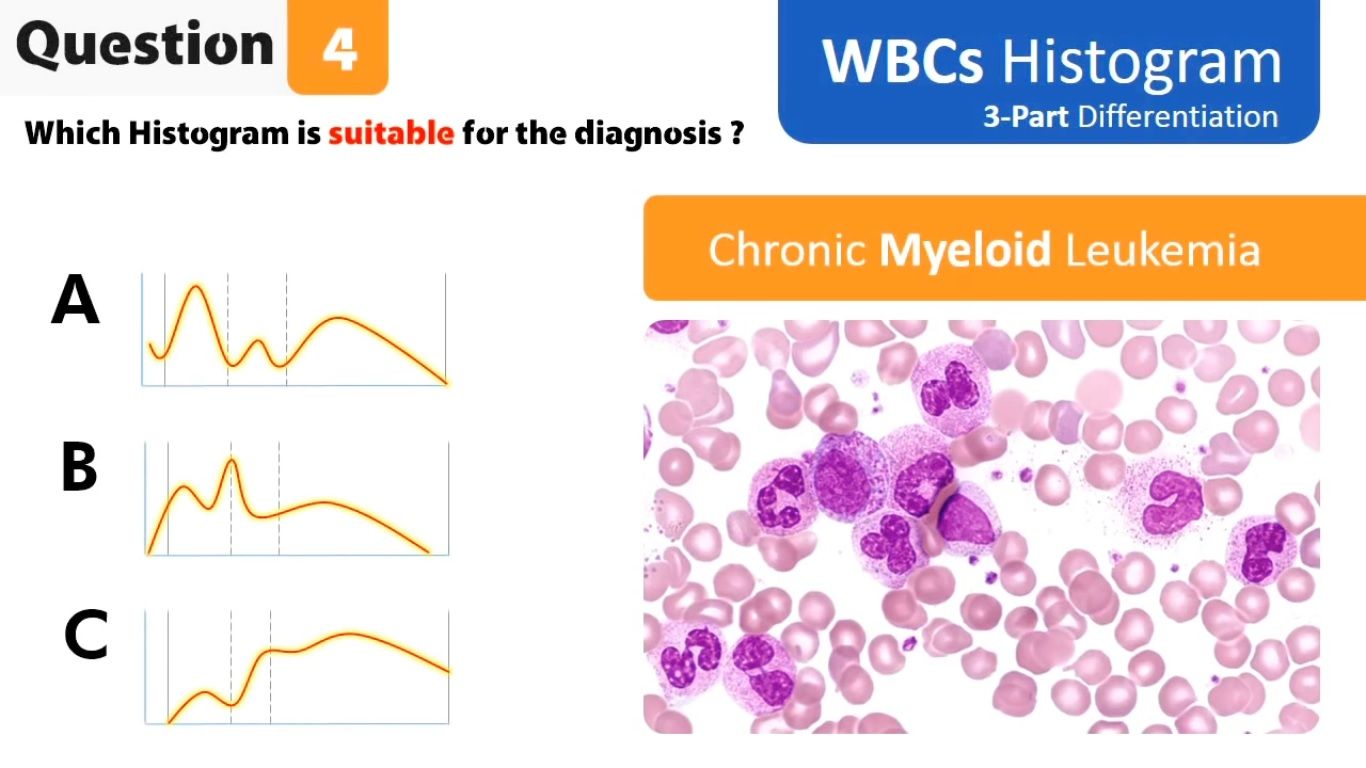 Question 4
WBCs Histogram
3-Part Differentiation
Which Histogram is suitable for the diagnosis ?
Chronic Myeloid Leukemia
A
B
C